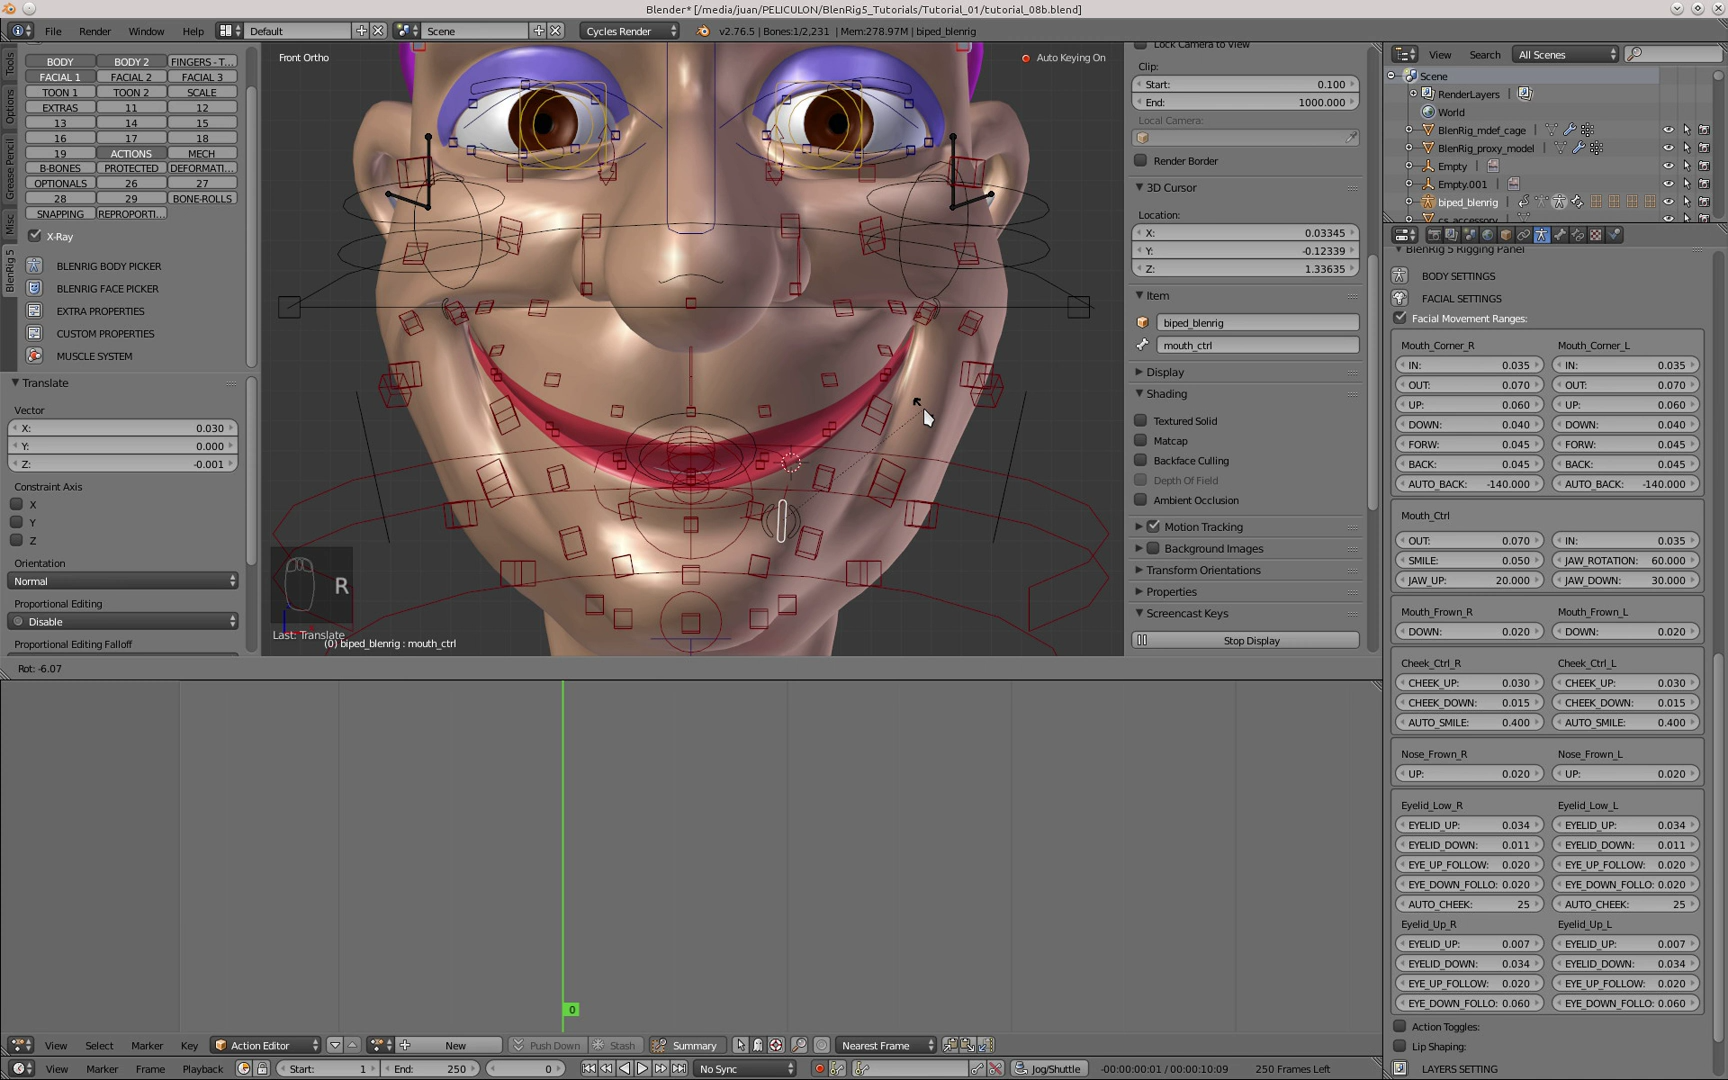 Blender* [/media/juan/PELICULON/BlenRig5_Tutorials/Tutorial_01/tutorial_08b.blend]
File Render Window Help Default Scene Cycles Render v2.76.5 | Bones:1/2,231 | Mem:278.97M | biped_blenrig
Tools
Options
Grease Pencil
Misc
BlenRig 5
BODY BODY 2 FINGERS - T...
FACIAL 1 FACIAL 2 FACIAL 3
TOON 1 TOON 2 SCALE
EXTRAS 11 12
13 14 15
16 17 18
19 ACTIONS MECH
B-BONES PROTECTED DEFORMATI...
OPTIONALS 26 27
28 29 BONE-ROLLS
SNAPPING REPROPORTI...
X-Ray
BLENRIG BODY PICKER
BLENRIG FACE PICKER
EXTRA PROPERTIES
CUSTOM PROPERTIES
MUSCLE SYSTEM
Translate
Vector
X: 0.030
Y: 0.000
Z: -0.001
Constraint Axis
X
Y
Z
Orientation
Normal
Proportional Editing
Disable
Proportional Editing Falloff
Front Ortho
Auto Keying On
R
Last: Translate
(0) biped_blenrig : mouth_ctrl
Rot: -6.07
Lock Camera to View
Clip:
Start: 0.100
End: 1000.000
Local Camera:
Render Border
3D Cursor
Location:
X: 0.03345
Y: -0.12339
Z: 1.33635
Item
biped_blenrig
mouth_ctrl
Display
Shading
Textured Solid
Matcap
Backface Culling
Depth Of Field
Ambient Occlusion
Motion Tracking
Background Images
Transform Orientations
Properties
Screencast Keys
Stop Display
View Search All Scenes
Scene
RenderLayers
World
BlenRig_mdef_cage
BlenRig_proxy_model
Empty
Empty.001
biped_blenrig
cs_accessory
BlenRig 5 Rigging Panel
BODY SETTINGS
FACIAL SETTINGS
Facial Movement Ranges:
Mouth_Corner_R Mouth_Corner_L
IN: 0.035 IN: 0.035
OUT: 0.070 OUT: 0.070
UP: 0.060 UP: 0.060
DOWN: 0.040 DOWN: 0.040
FORW: 0.045 FORW: 0.045
BACK: 0.045 BACK: 0.045
AUTO_BACK: -140.000 AUTO_BACK: -140.000
Mouth_Ctrl
OUT: 0.070 IN: 0.035
SMILE: 0.050 JAW_ROTATION: 60.000
JAW_UP: 20.000 JAW_DOWN: 30.000
Mouth_Frown_R Mouth_Frown_L
DOWN: 0.020 DOWN: 0.020
Cheek_Ctrl_R Cheek_Ctrl_L
CHEEK_UP: 0.030 CHEEK_UP: 0.030
CHEEK_DOWN: 0.015 CHEEK_DOWN: 0.015
AUTO_SMILE: 0.400 AUTO_SMILE: 0.400
Nose_Frown_R Nose_Frown_L
UP: 0.020 UP: 0.020
Eyelid_Low_R Eyelid_Low_L
EYELID_UP: 0.034 EYELID_UP: 0.034
EYELID_DOWN: 0.011 EYELID_DOWN: 0.011
EYE_UP_FOLLOW: 0.020 EYE_UP_FOLLOW: 0.020
EYE_DOWN_FOLLO: 0.020 EYE_DOWN_FOLLO: 0.020
AUTO_CHEEK: 25 AUTO_CHEEK: 25
Eyelid_Up_R Eyelid_Up_L
EYELID_UP: 0.007 EYELID_UP: 0.007
EYELID_DOWN: 0.034 EYELID_DOWN: 0.034
EYE_UP_FOLLOW: 0.020 EYE_UP_FOLLOW: 0.020
EYE_DOWN_FOLLO: 0.060 EYE_DOWN_FOLLO: 0.060
Action Toggles:
Lip Shaping:
LAYERS SETTING
0
View Select Marker Key Action Editor New Push Down Stash Summary Nearest Frame
View Marker Frame Playback Start: 1 End: 250 0 No Sync Jog/Shuttle -00:00:00:01 / 00:00:10:09 250 Frames Left